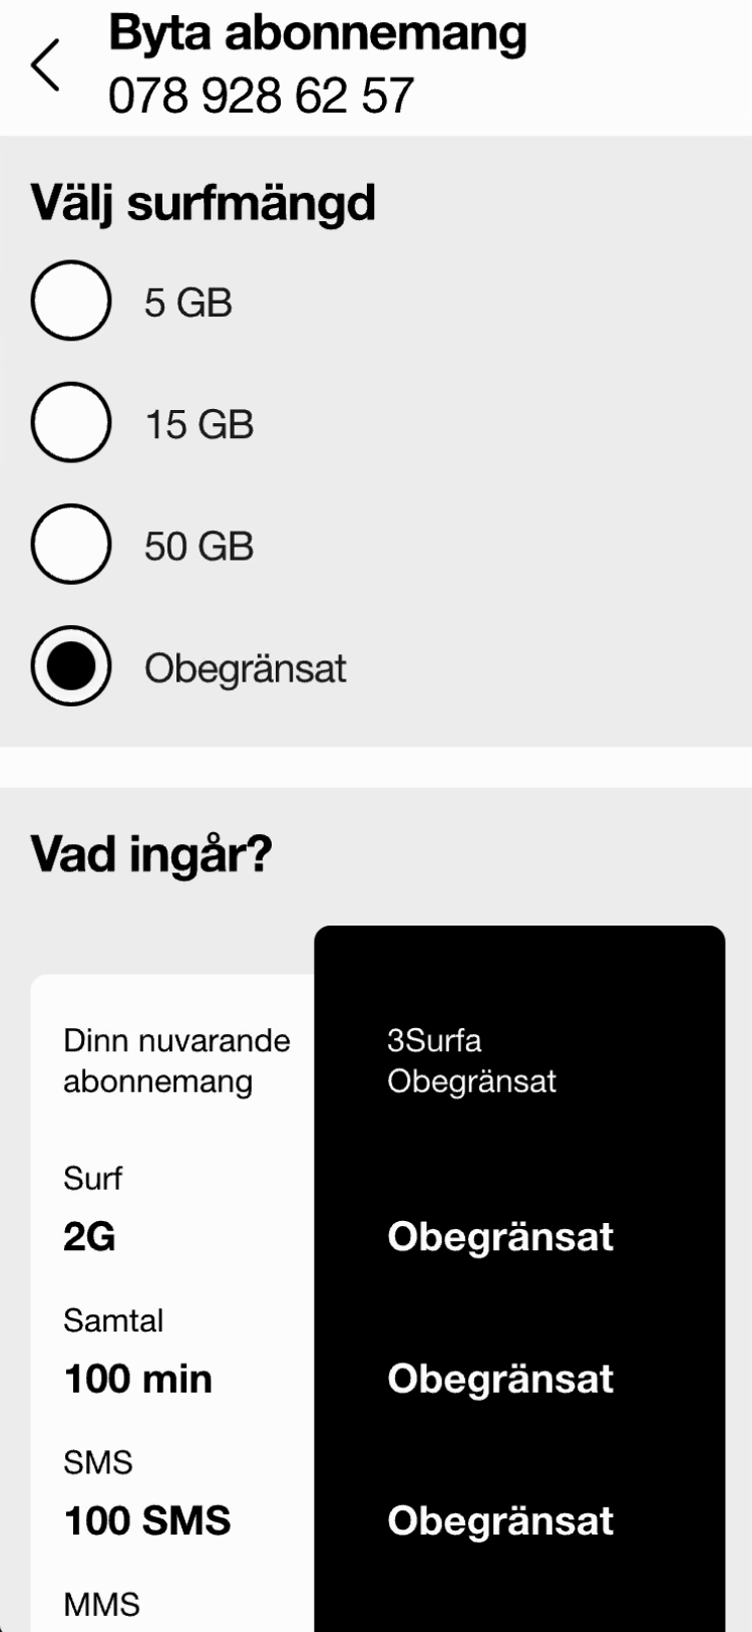 Byta abonnemang
078 928 62 57
Välj surfmängd
5 GB
15 GB
50 GB
Obegränsat
Vad ingår?
Dinn nuvarande
abonnemang
3Surfa
Obegränsat
Surf
2G
Obegränsat
Samtal
100 min
Obegränsat
SMS
100 SMS
Obegränsat
MMS